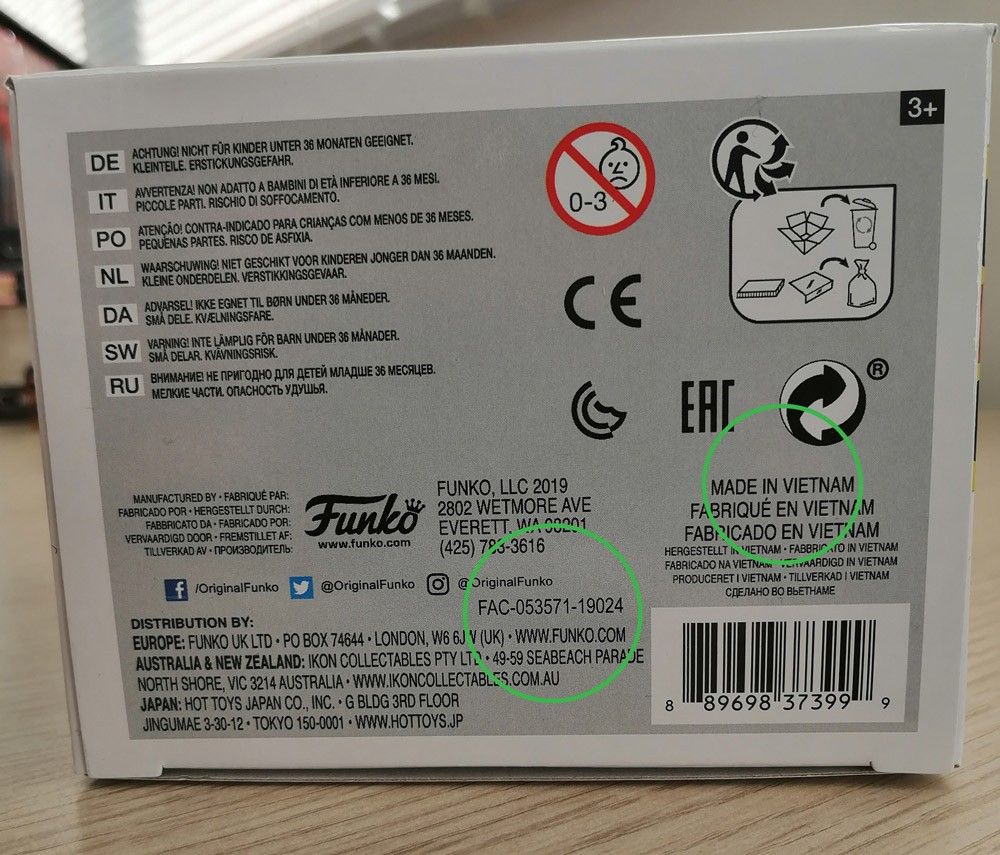 3+
DE
ACHTUNG! NICHT FÜR KINDER UNTER 36 MONATEN GEEIGNET.
KLEINTEILE. ERSTICKUNGSGEFAHR.
IT
AVVERTENZA! NON ADATTO A BAMBINI DI ETÀ INFERIORE A 36 MESI.
PICCOLE PARTI. RISCHIO DI SOFFOCAMENTO.
PO
ATENÇÃO! CONTRA-INDICADO PARA CRIANÇAS COM MENOS DE 36 MESES.
PEQUENAS PARTES. RISCO DE ASFIXIA.
NL
WAARSCHUWING! NIET GESCHIKT VOOR KINDEREN JONGER DAN 36 MAANDEN.
KLEINE ONDERDELEN. VERSTIKKINGSGEVAAR.
DA
ADVARSEL! IKKE EGNET TIL BØRN UNDER 36 MÅNEDER.
SMÅ DELE. KVÆLNINGSFARE.
SW
VARNING! INTE LÄMPLIG FÖR BARN UNDER 36 MÅNADER.
SMÅ DELAR. KVÄVNINGSRISK.
RU
ВНИМАНИЕ! НЕ ПРИГОДНО ДЛЯ ДЕТЕЙ МЛАДШЕ 36 МЕСЯЦЕВ.
МЕЛКИЕ ЧАСТИ. ОПАСНОСТЬ УДУШЬЯ.
0-3
CE
EAC
®
MANUFACTURED BY • FABRIQUÉ PAR:
FABRICADO POR • HERGESTELLT DURCH:
FABBRICATO DA • FABRICADO POR:
VERVAARDIGD DOOR • FREMSTILLET AF:
TILLVERKAD AV • ПРОИЗВОДИТЕЛЬ:
Funko
www.funko.com
FUNKO, LLC 2019
2802 WETMORE AVE
EVERETT, WA 98201
(425) 783-3616
/OriginalFunko
@OriginalFunko
@OriginalFunko
FAC-053571-19024
MADE IN VIETNAM
FABRIQUÉ EN VIETNAM
FABRICADO EN VIETNAM
HERGESTELLT IN VIETNAM • FABBRICATO IN VIETNAM
FABRICADO NA VIETNAM • VERVAARDIGD IN VIETNAM
PRODUCERET I VIETNAM • TILLVERKAD I VIETNAM
СДЕЛАНО ВО ВЬЕТНАМЕ
DISTRIBUTION BY:
EUROPE: FUNKO UK LTD • PO BOX 74644 • LONDON, W6 6JW (UK) • WWW.FUNKO.COM
AUSTRALIA & NEW ZEALAND: IKON COLLECTABLES PTY LTD • 49-59 SEABEACH PARADE
NORTH SHORE, VIC 3214 AUSTRALIA • WWW.IKONCOLLECTABLES.COM.AU
JAPAN: HOT TOYS JAPAN CO., INC. • G BLDG 3RD FLOOR
JINGUMAE 3-30-12 • TOKYO 150-0001 • WWW.HOTTOYS.JP
8 89698 37399 9